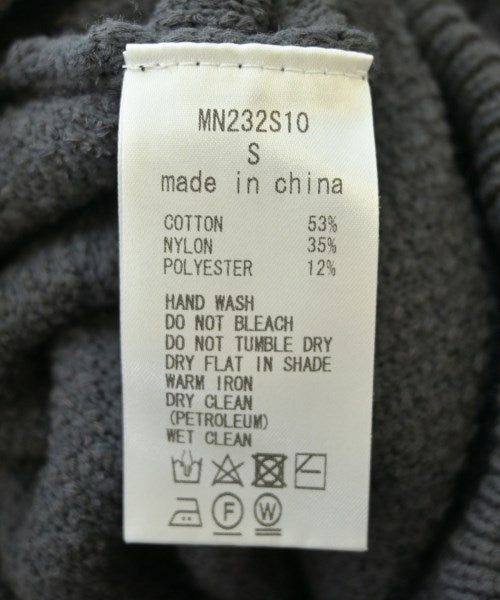 MN232S10
S
made in china
COTTON 53%
NYLON 35%
POLYESTER 12%
HAND WASH
DO NOT BLEACH
DO NOT TUMBLE DRY
DRY FLAT IN SHADE
WARM IRON
DRY CLEAN
(PETROLEUM)
WET CLEAN
F W